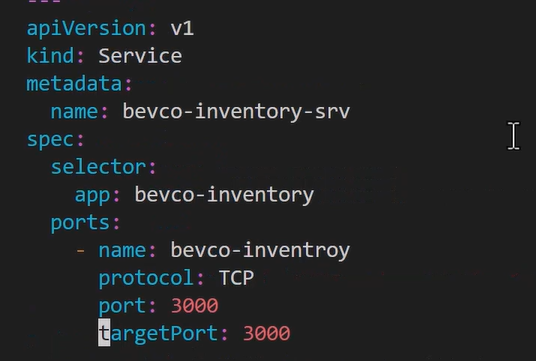 ---
apiVersion: v1
kind: Service
metadata:
  name: bevco-inventory-srv
spec:
  selector:
    app: bevco-inventory
  ports:
    - name: bevco-inventroy
      protocol: TCP
      port: 3000
      targetPort: 3000